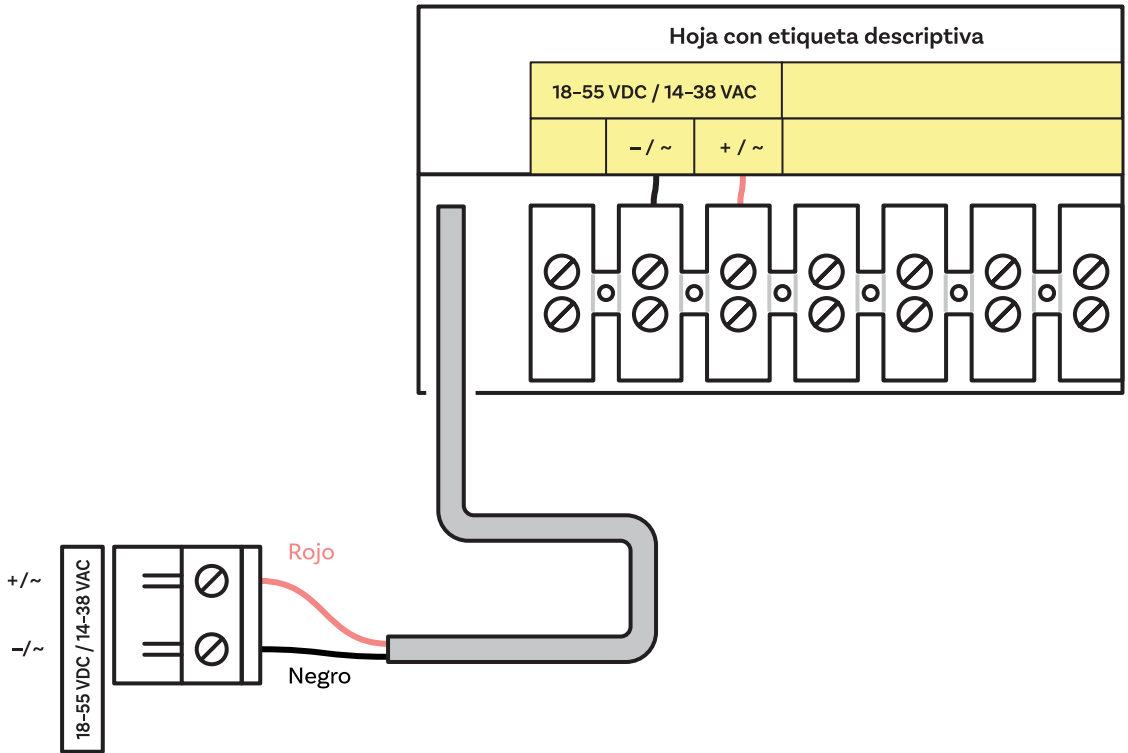 Hoja con etiqueta descriptiva
18–55 VDC / 14–38 VAC
– / ~
+ / ~
Rojo
+/~
–/~
18–55 VDC / 14–38 VAC
Negro